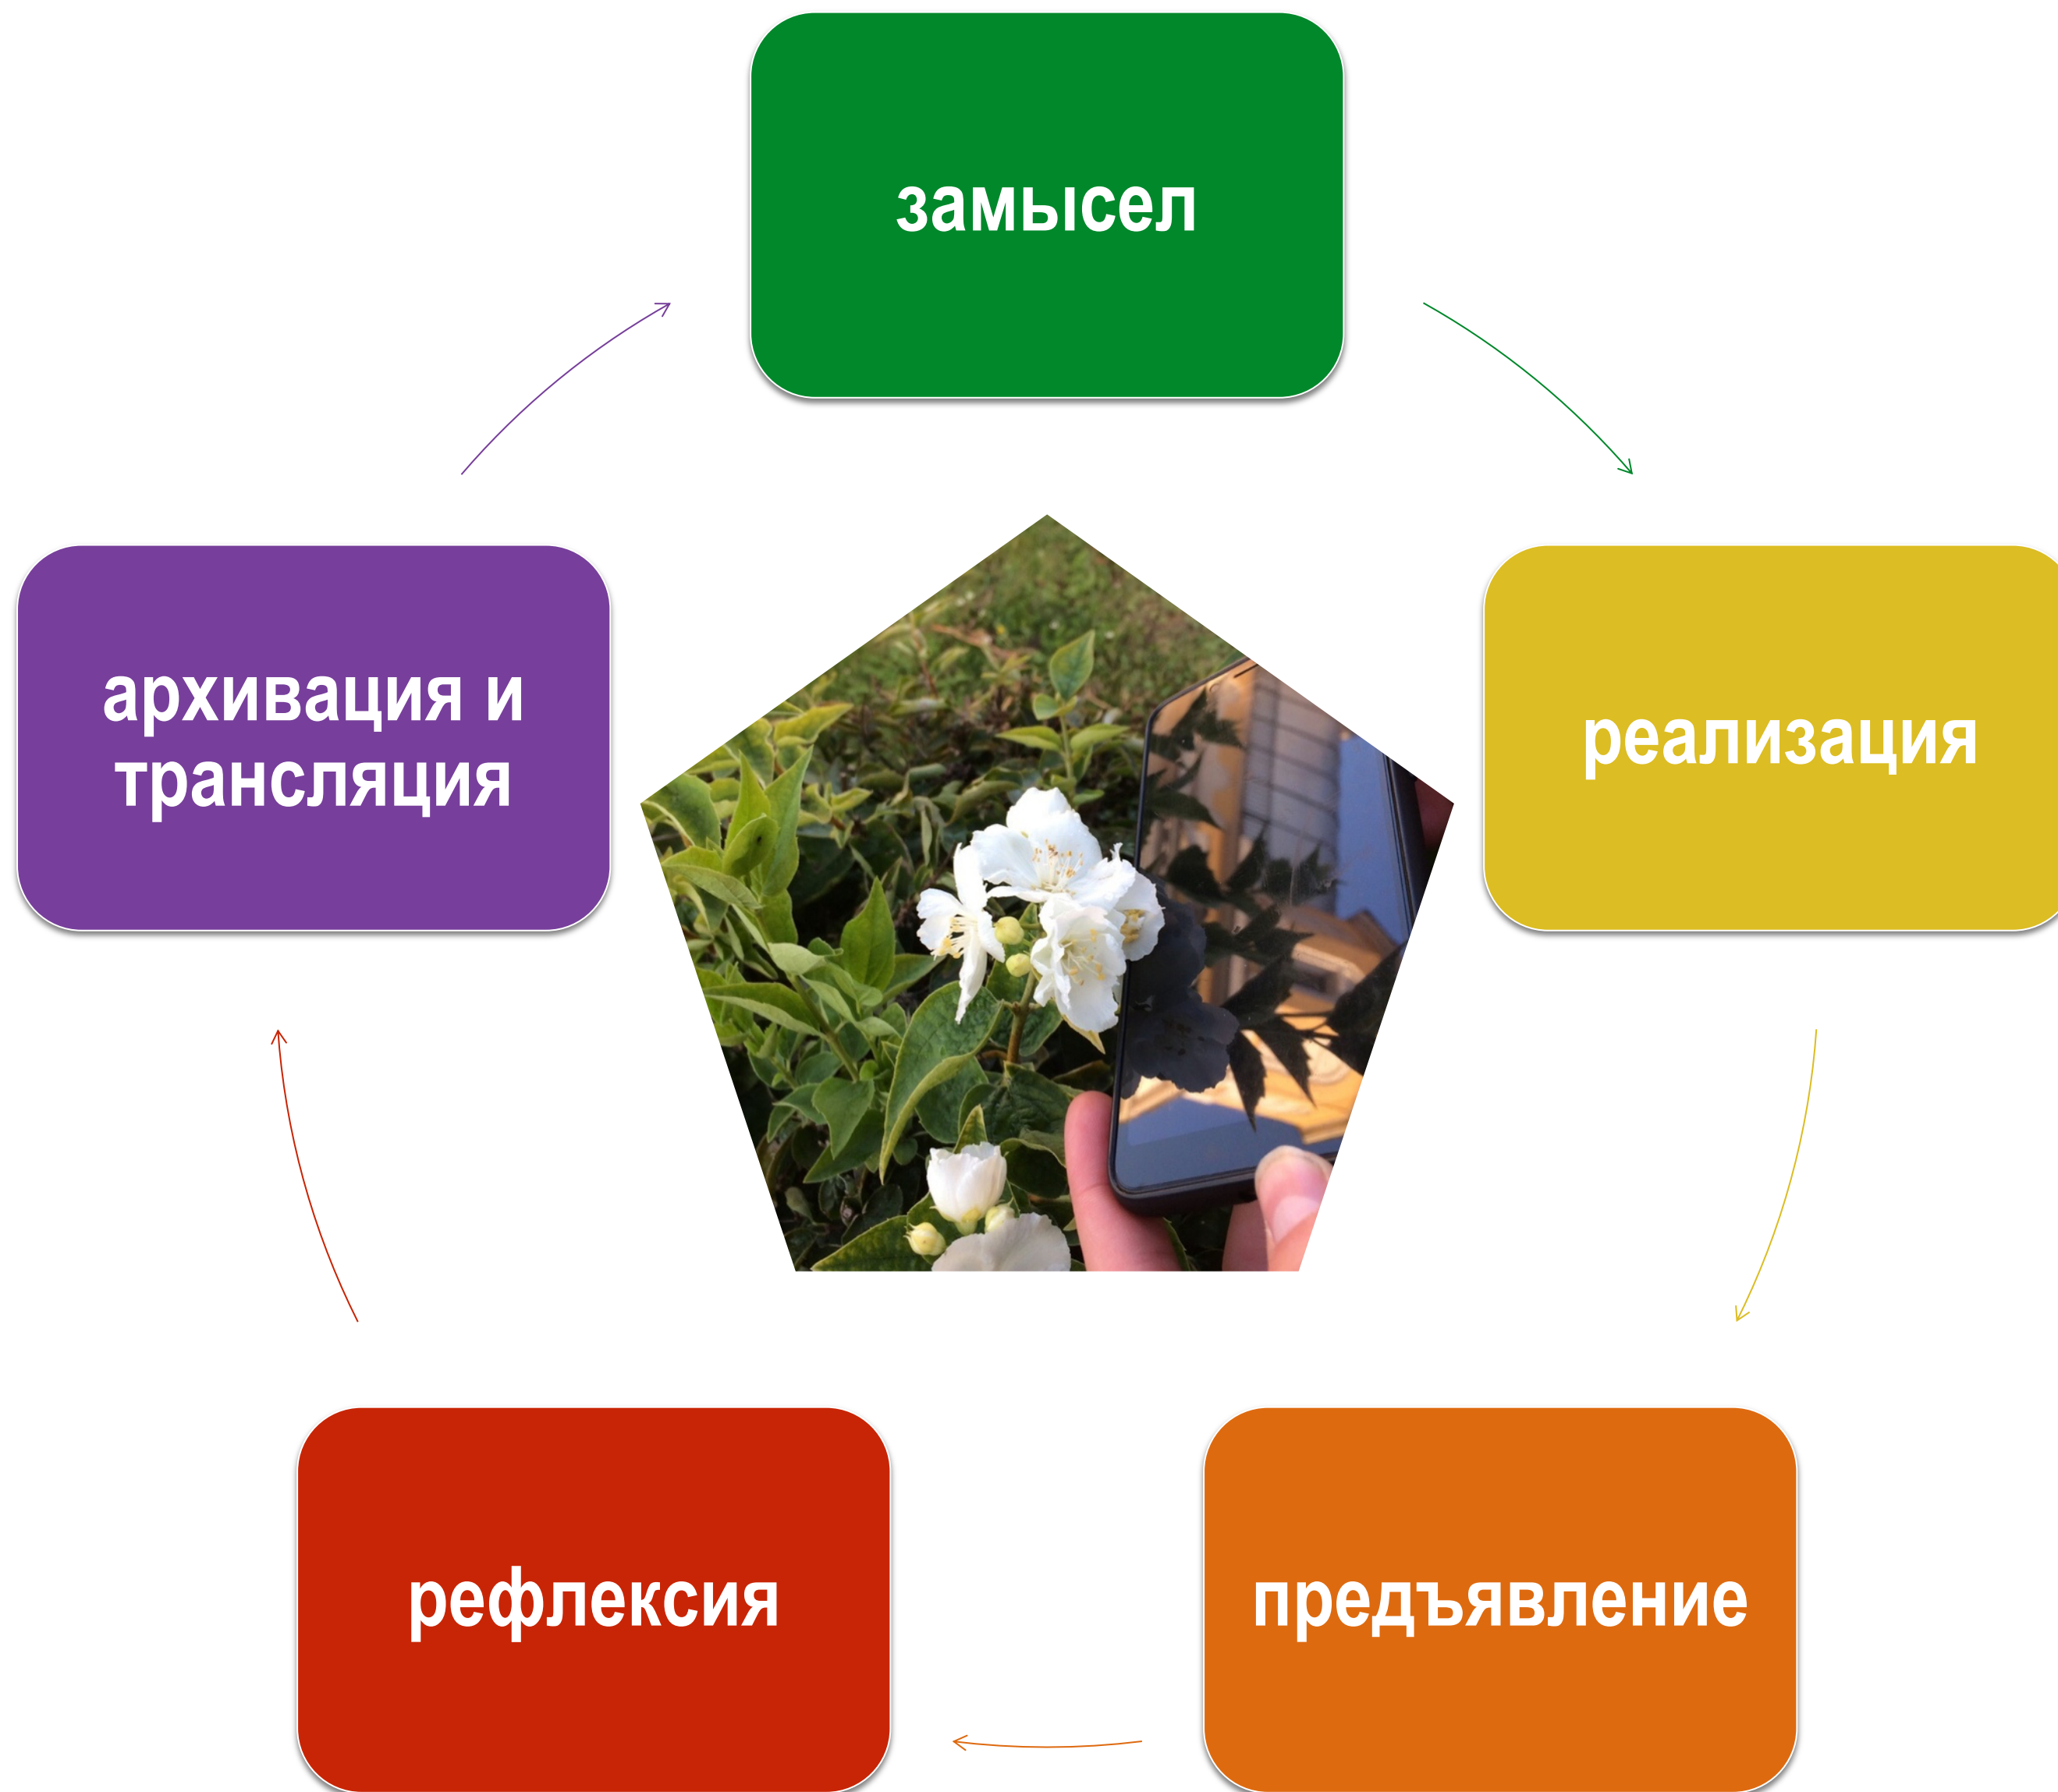 замысел
реализация
предъявление
рефлексия
архивация и
трансляция